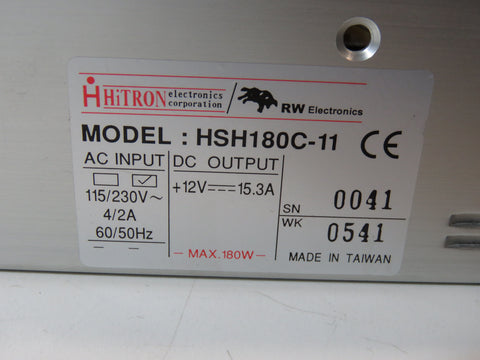 HiTRON electronics corporation / RW Electronics
MODEL : HSH180C-11 CE
AC INPUT
☐ ☑
115/230V~
4/2A
60/50Hz
DC OUTPUT
+12V⎓15.3A
MAX.180W
SN 0041
WK 0541
MADE IN TAIWAN